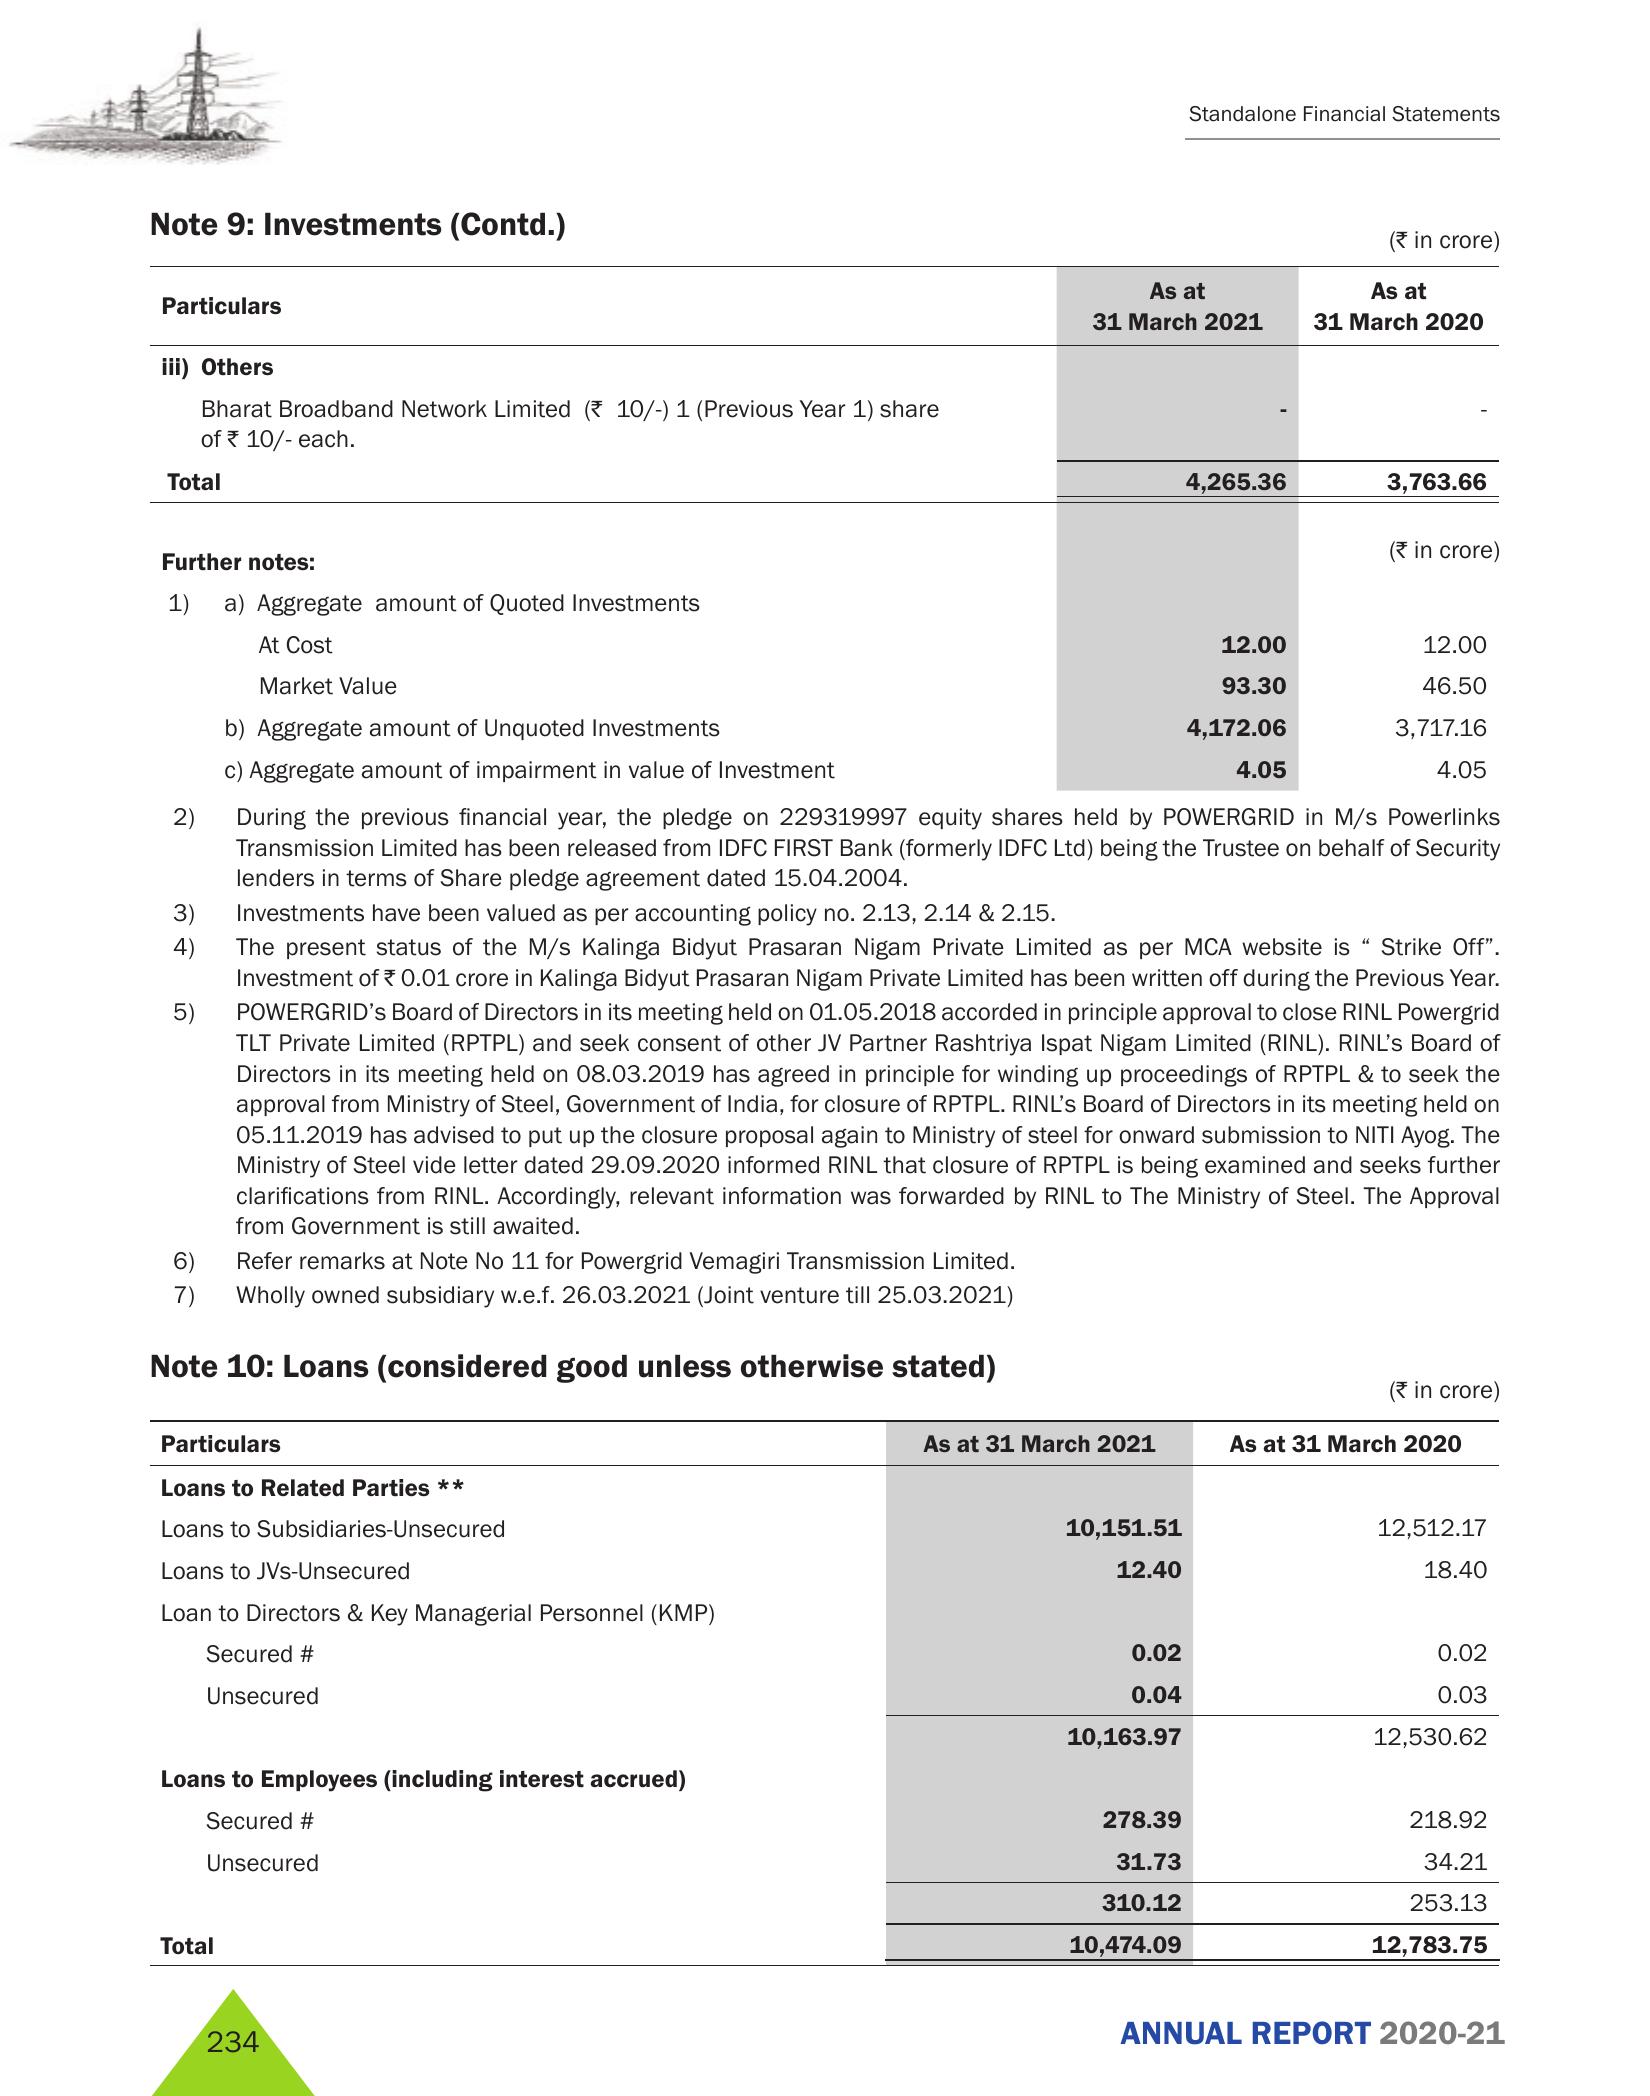 Standalone Financial Statements
Note 9: Investments (Contd.)
(₹ in crore)
Particulars As at 31 March 2021 As at 31 March 2020
iii) Others
Bharat Broadband Network Limited (₹ 10/-) 1 (Previous Year 1) share of ₹ 10/- each. - -
Total 4,265.36 3,763.66
(₹ in crore)
Further notes:
1) a) Aggregate amount of Quoted Investments
At Cost 12.00 12.00
Market Value 93.30 46.50
b) Aggregate amount of Unquoted Investments 4,172.06 3,717.16
c) Aggregate amount of impairment in value of Investment 4.05 4.05
2) During the previous financial year, the pledge on 229319997 equity shares held by POWERGRID in M/s Powerlinks
Transmission Limited has been released from IDFC FIRST Bank (formerly IDFC Ltd) being the Trustee on behalf of Security
lenders in terms of Share pledge agreement dated 15.04.2004.
3) Investments have been valued as per accounting policy no. 2.13, 2.14 & 2.15.
4) The present status of the M/s Kalinga Bidyut Prasaran Nigam Private Limited as per MCA website is “ Strike Off”.
Investment of ₹ 0.01 crore in Kalinga Bidyut Prasaran Nigam Private Limited has been written off during the Previous Year.
5) POWERGRID’s Board of Directors in its meeting held on 01.05.2018 accorded in principle approval to close RINL Powergrid
TLT Private Limited (RPTPL) and seek consent of other JV Partner Rashtriya Ispat Nigam Limited (RINL). RINL’s Board of
Directors in its meeting held on 08.03.2019 has agreed in principle for winding up proceedings of RPTPL & to seek the
approval from Ministry of Steel, Government of India, for closure of RPTPL. RINL’s Board of Directors in its meeting held on
05.11.2019 has advised to put up the closure proposal again to Ministry of steel for onward submission to NITI Ayog. The
Ministry of Steel vide letter dated 29.09.2020 informed RINL that closure of RPTPL is being examined and seeks further
clarifications from RINL. Accordingly, relevant information was forwarded by RINL to The Ministry of Steel. The Approval
from Government is still awaited.
6) Refer remarks at Note No 11 for Powergrid Vemagiri Transmission Limited.
7) Wholly owned subsidiary w.e.f. 26.03.2021 (Joint venture till 25.03.2021)
Note 10: Loans (considered good unless otherwise stated)
(₹ in crore)
Particulars As at 31 March 2021 As at 31 March 2020
Loans to Related Parties **
Loans to Subsidiaries-Unsecured 10,151.51 12,512.17
Loans to JVs-Unsecured 12.40 18.40
Loan to Directors & Key Managerial Personnel (KMP)
Secured # 0.02 0.02
Unsecured 0.04 0.03
10,163.97 12,530.62
Loans to Employees (including interest accrued)
Secured # 278.39 218.92
Unsecured 31.73 34.21
310.12 253.13
Total 10,474.09 12,783.75
234
ANNUAL REPORT 2020-21